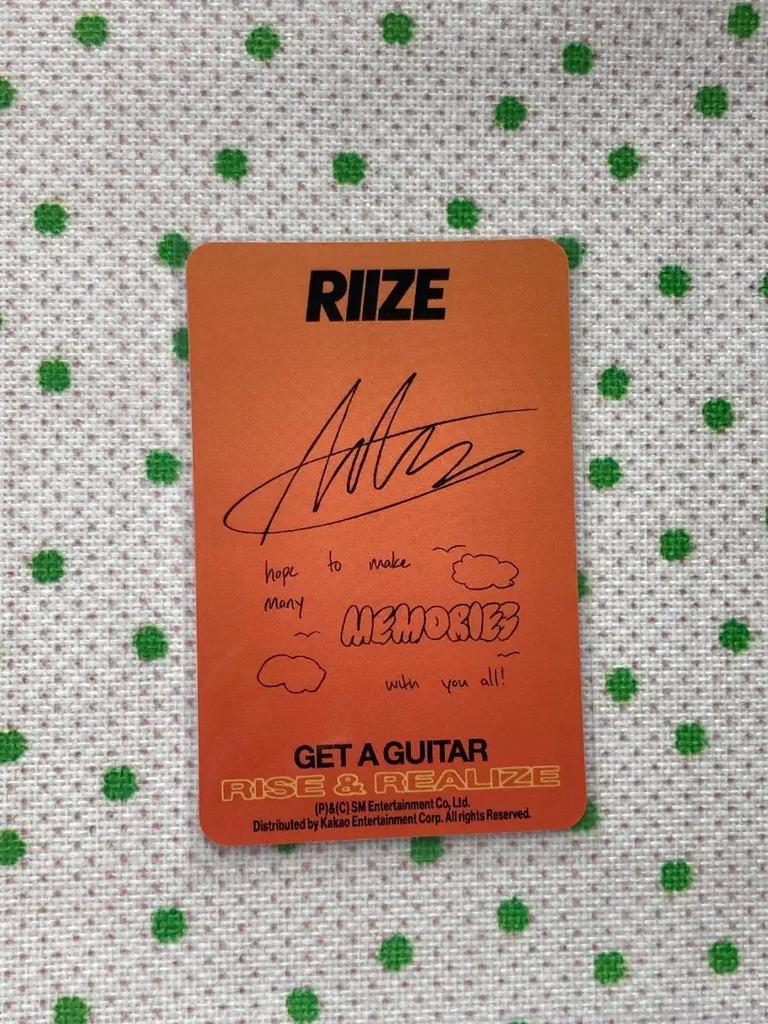 RIIZE
hope to make
many MEMORIES
with you all!
GET A GUITAR
RISE & REALIZE
(P)&(C) SM Entertainment Co., Ltd.
Distributed by Kakao Entertainment Corp. All rights Reserved.